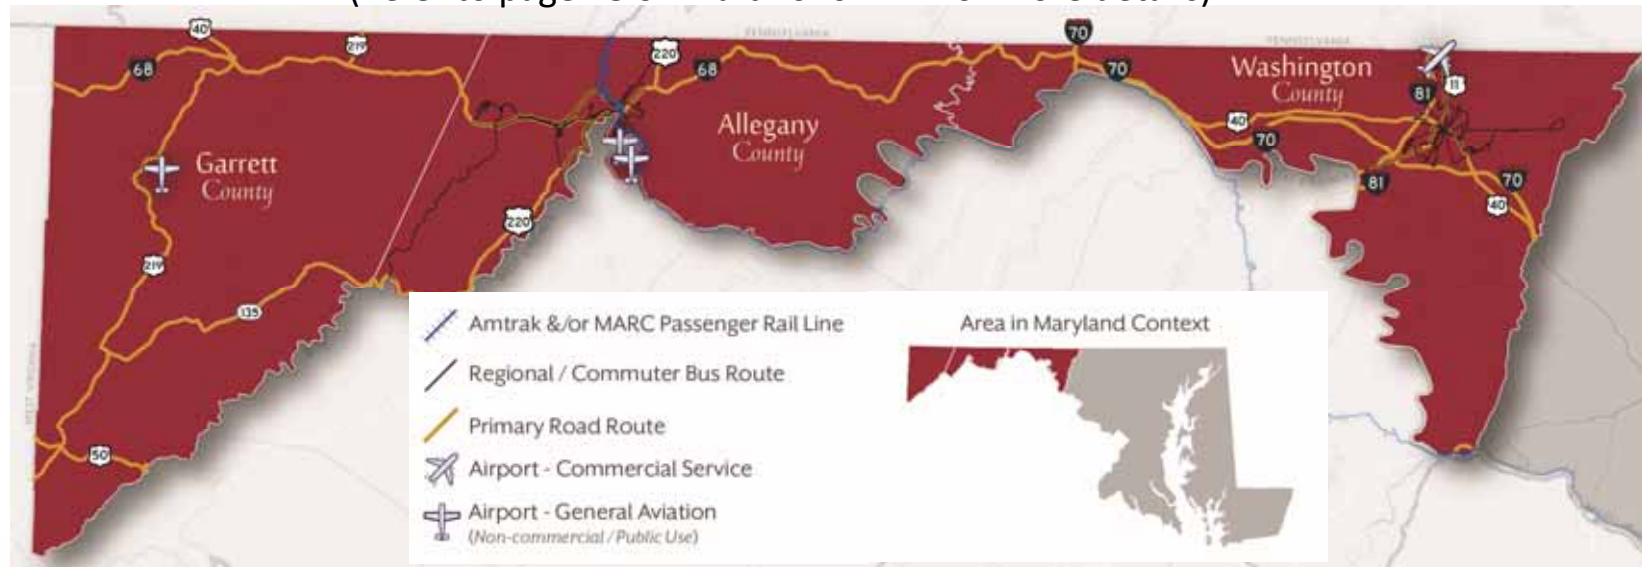 40
219
220
70
PENNSYLVANIA
PENNSYLVANIA
68
68
70
Washington
County
81
11
Allegany
County
40
70
Garrett
County
81
70
40
220
219
135
50
Amtrak &/or MARC Passenger Rail Line
Regional / Commuter Bus Route
Primary Road Route
Airport - Commercial Service
Airport - General Aviation
(Non-commercial / Public Use)
Area in Maryland Context